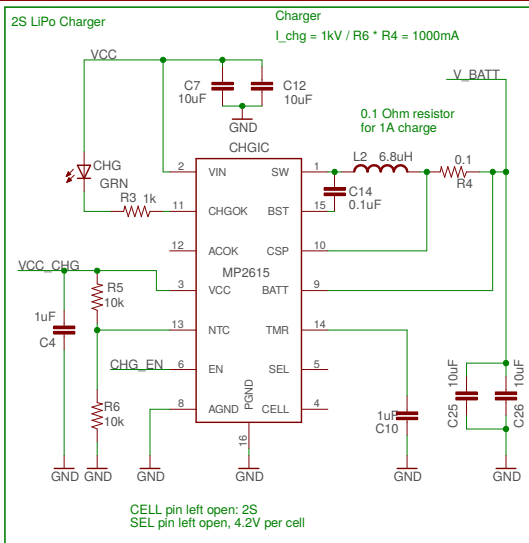 2S LiPo Charger
Charger
I_chg = 1kV / R6 * R4 = 1000mA
VCC
V_BATT
C7
10uF
C12
10uF
GND
0.1 Ohm resistor
for 1A charge
CHGIC
CHG
GRN
R3 1k
2 VIN
SW 1
L2 6.8uH
0.1
R4
C14
0.1uF
11 CHGOK
BST 15
12 ACOK
CSP 10
MP2615
VCC_CHG
3 VCC
BATT 9
R5
10k
1uF
C4
13 NTC
TMR 14
CHG_EN
6 EN
SEL 5
8 AGND
CELL 4
PGND
16
R6
10k
1uF
C10
10uF
C25
10uF
C26
GND
GND
GND
GND
GND
GND
CELL pin left open: 2S
SEL pin left open, 4.2V per cell